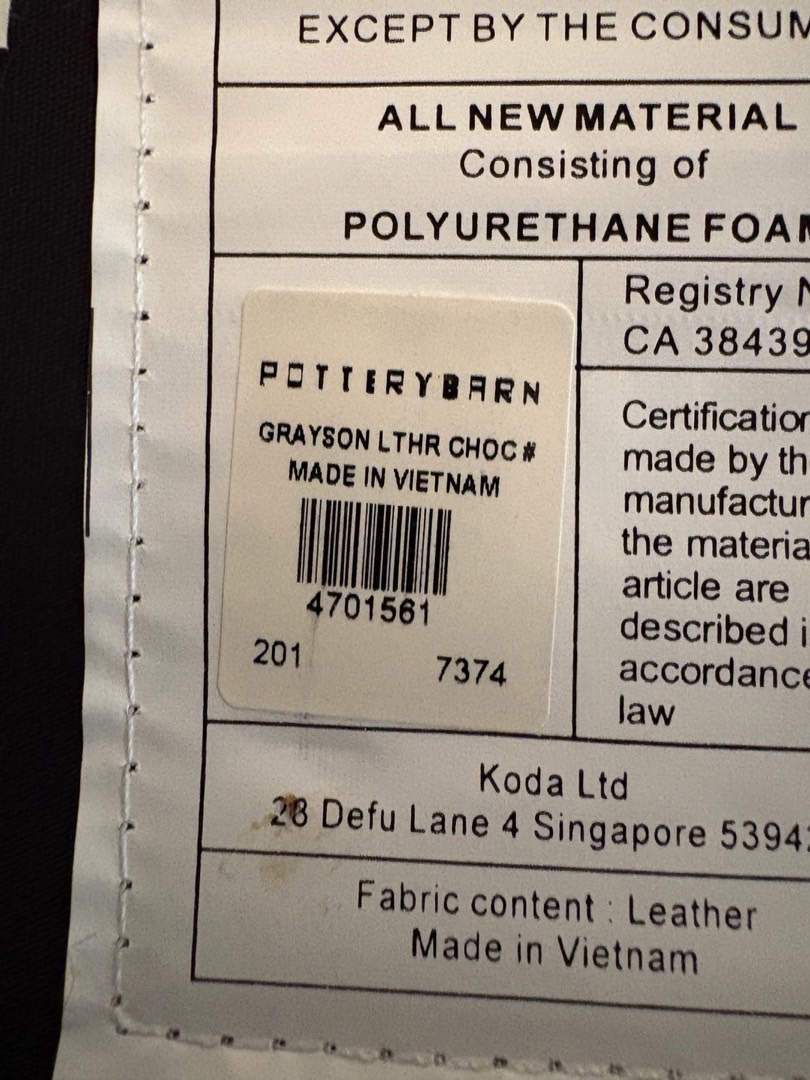 EXCEPT BY THE CONSUM
ALL NEW MATERIAL
Consisting of
POLYURETHANE FOAM
Registry N
CA 38439
POTTERYBARN
GRAYSON LTHR CHOC#
MADE IN VIETNAM
4701561
201 7374
Certification
made by th
manufactur
the materia
article are
described i
accordance
law
Koda Ltd
28 Defu Lane 4 Singapore 53942
Fabric content : Leather
Made in Vietnam